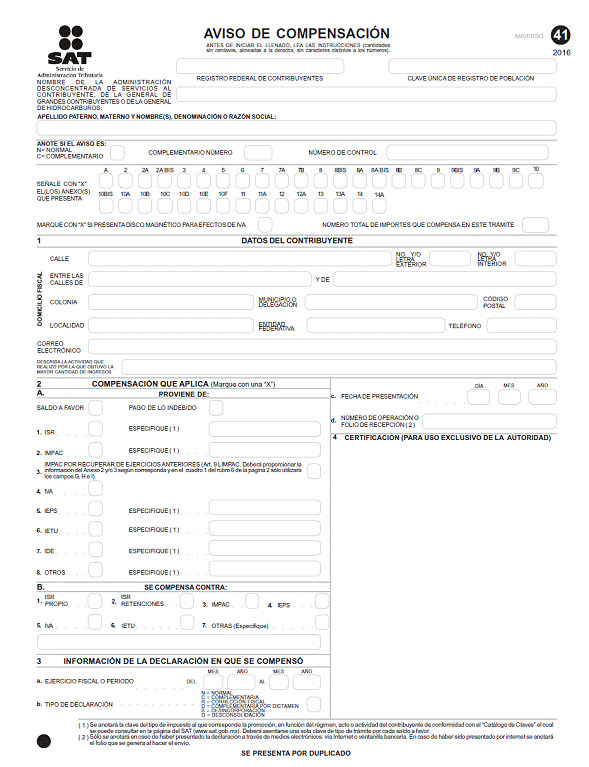 AVISO DE COMPENSACIÓN
ANVERSO 41
2016
ANTES DE INICIAR EL LLENADO, LEA LAS INSTRUCCIONES (cantidades
sin centavos, alineadas a la derecha, sin caracteres distintos a los números).
SAT
Servicio de
Administración Tributaria
REGISTRO FEDERAL DE CONTRIBUYENTES
CLAVE ÚNICA DE REGISTRO DE POBLACIÓN
NOMBRE DE LA ADMINISTRACIÓN
DESCONCENTRADA DE SERVICIOS AL
CONTRIBUYENTE, DE LA GENERAL DE
GRANDES CONTRIBUYENTES O DE LA GENERAL
DE HIDROCARBUROS:
APELLIDO PATERNO, MATERNO Y NOMBRE(S), DENOMINACIÓN O RAZÓN SOCIAL:
ANOTE SI EL AVISO ES:
N= NORMAL
C= COMPLEMENTARIO
COMPLEMENTARIO NÚMERO
NÚMERO DE CONTROL
A 2 2A 2A BIS 3 4 5 6 7 7A 7B 8 8BIS 8A 8A BIS 8B 8C 9 9BIS 9A 9B 9C 10
SEÑALE CON "X"
EL(LOS) ANEXO(S)
QUE PRESENTA
10BIS 10A 10B 10C 10D 10E 10F 11 11A 12 12A 13 13A 14 14A
MARQUE CON "X" SI PRESENTA DISCO MAGNÉTICO PARA EFECTOS DE IVA
NÚMERO TOTAL DE IMPORTES QUE COMPENSA EN ESTE TRÁMITE
1 DATOS DEL CONTRIBUYENTE
DOMICILIO FISCAL
CALLE
NO. Y/O
LETRA
EXTERIOR
NO. Y/O
LETRA
INTERIOR
ENTRE LAS
CALLES DE
Y DE
COLONIA
MUNICIPIO O
DELEGACIÓN
CÓDIGO
POSTAL
LOCALIDAD
ENTIDAD
FEDERATIVA
TELÉFONO
CORREO
ELECTRÓNICO
DESCRIBA LA ACTIVIDAD QUE
REALIZÓ POR LA QUE OBTUVO LA
MAYOR CANTIDAD DE INGRESOS
2 COMPENSACIÓN QUE APLICA (Marque con una "X")
A. PROVIENE DE:
SALDO A FAVOR
PAGO DE LO INDEBIDO
1. ISR
ESPECIFIQUE ( 1 )
2. IMPAC
ESPECIFIQUE ( 1 )
3. IMPAC POR RECUPERAR DE EJERCICIOS ANTERIORES (Art. 9 LIMPAC. Deberá proporcionar la
información del Anexo 2 y/o 3 según corresponda y en el cuadro 1 del rubro 6 de la página 2 sólo utilizará
los campos G, H e I).
4. IVA
5. IEPS
ESPECIFIQUE ( 1 )
6. IETU
ESPECIFIQUE ( 1 )
7. IDE
ESPECIFIQUE ( 1 )
8. OTROS
ESPECIFIQUE ( 1 )
B. SE COMPENSA CONTRA:
1. ISR
PROPIO
2. ISR
RETENCIONES
3. IMPAC
4. IEPS
5. IVA
6. IETU
7. OTRAS (Especifique)
3 INFORMACIÓN DE LA DECLARACIÓN EN QUE SE COMPENSÓ
MES AÑO MES AÑO
a. EJERCICIO FISCAL O PERIODO DEL AL
b. TIPO DE DECLARACIÓN
N = NORMAL
C = COMPLEMENTARIA
R = CORRECCIÓN FISCAL
D = COMPLEMENTARIA POR DICTAMEN
S = DESINCORPORACIÓN
O = DESCONSOLIDACIÓN
DÍA MES AÑO
c. FECHA DE PRESENTACIÓN
d. NÚMERO DE OPERACIÓN O
FOLIO DE RECEPCIÓN ( 2 )
4 CERTIFICACIÓN (PARA USO EXCLUSIVO DE LA AUTORIDAD)
( 1 ) Se anotará la clave del tipo de impuesto al que corresponde la promoción, en función del régimen, acto o actividad del contribuyente de conformidad con el "Catálogo de Claves" el cual
se puede consultar en la página del SAT (www.sat.gob.mx). Deberá asentarse una sola clave de tipo de trámite por cada saldo a favor.
( 2 ) Sólo se anotará en caso de haber presentado la declaración a través de medios electrónicos: vía Internet o ventanilla bancaria. En caso de haber sido presentado por internet se anotará
el folio que se genera al hacer el envío.
SE PRESENTA POR DUPLICADO